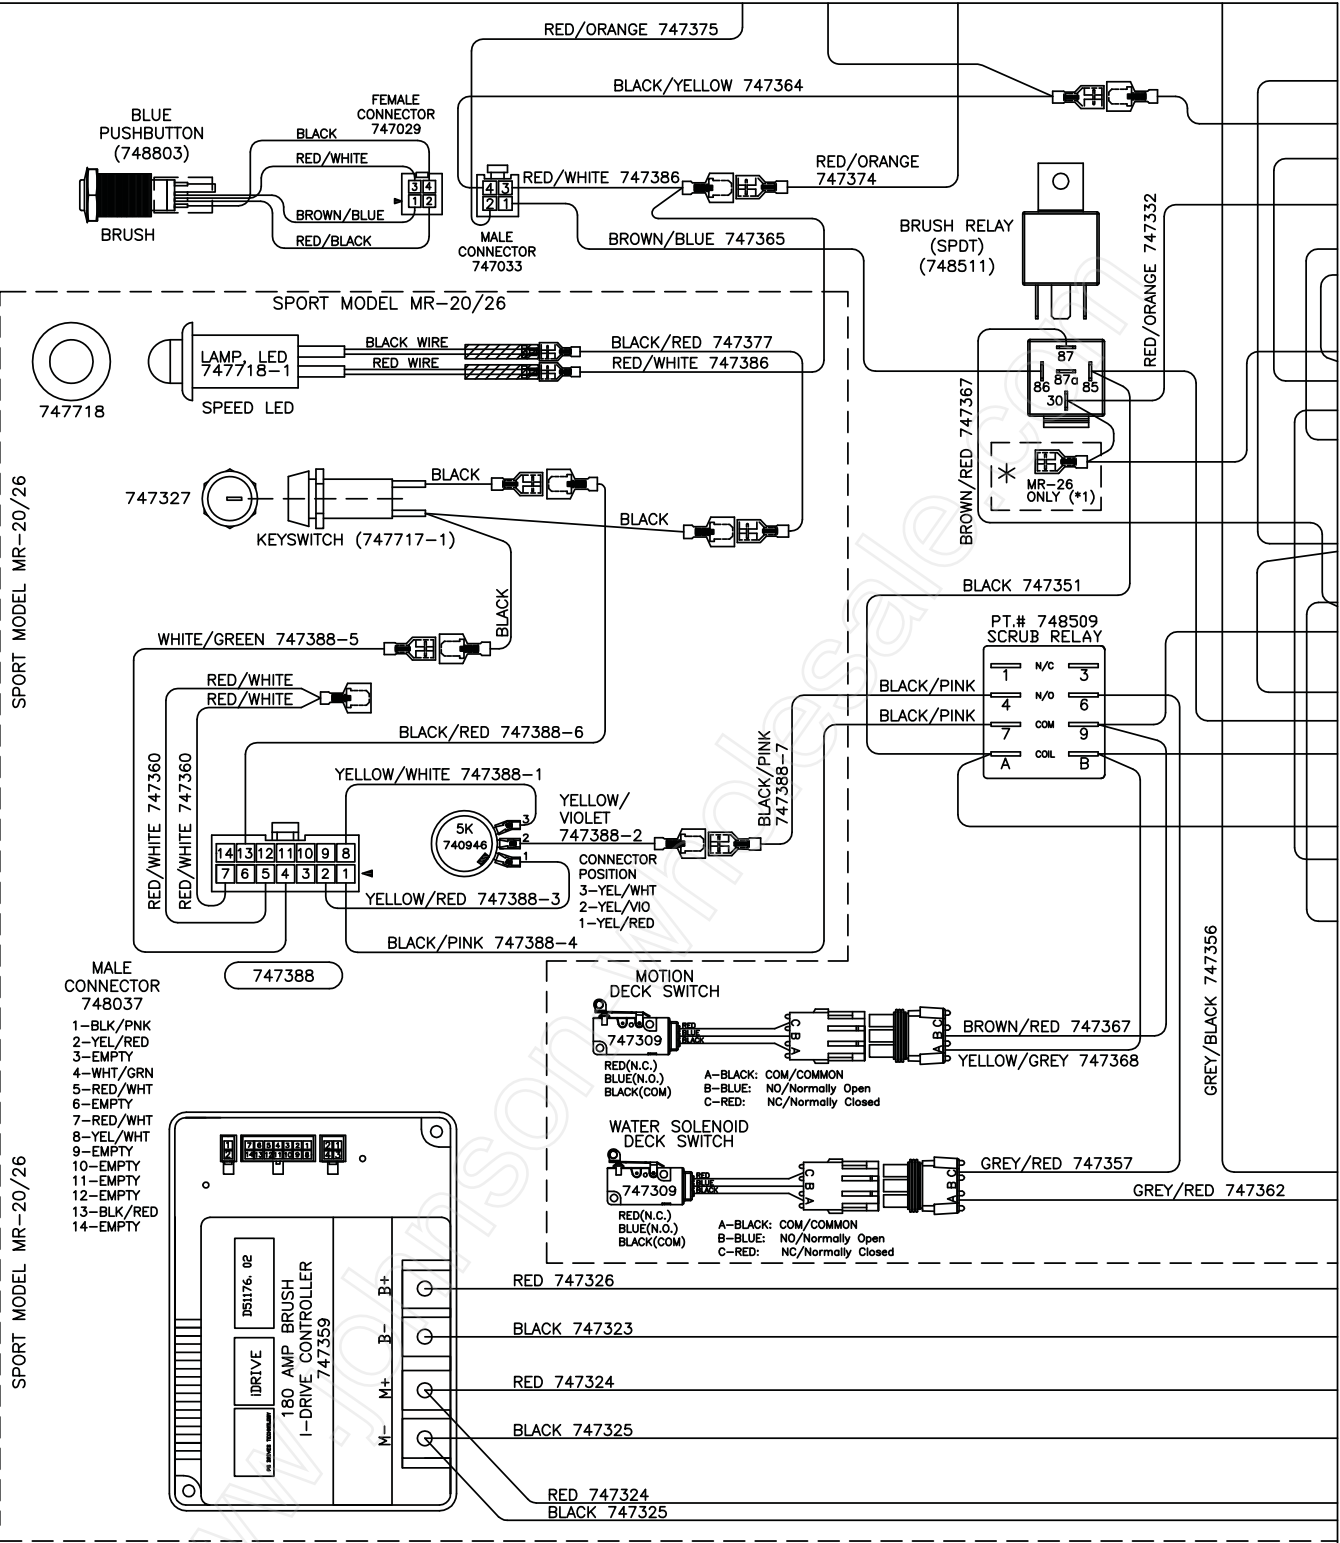 RED/ORANGE 747375
BLACK/YELLOW 747364
FEMALE
CONNECTOR
747029
BLUE
PUSHBUTTON
(748803)
BLACK
RED/WHITE
BROWN/BLUE
RED/BLACK
BRUSH
3 4
1 2
4 3
2 1
RED/WHITE 747386
RED/ORANGE
747374
MALE
CONNECTOR
747033
BROWN/BLUE 747365
BRUSH RELAY
(SPDT)
(748511)
RED/ORANGE 747332
SPORT MODEL MR-20/26
747718
LAMP, LED
747718-1
SPEED LED
BLACK WIRE
RED WIRE
BLACK/RED 747377
RED/WHITE 747386
87
86
87a
85
30
BROWN/RED 747367
MR-26
ONLY (*1)
SPORT MODEL MR-20/26
747327
KEYSWITCH (747717-1)
BLACK
BLACK
BLACK
BLACK 747351
WHITE/GREEN 747388-5
RED/WHITE
RED/WHITE
BLACK/RED 747388-6
PT.# 748509
SCRUB RELAY
1 N/C 3
4 N/O 6
7 COM 9
A COIL B
BLACK/PINK
BLACK/PINK
BLACK/PINK
747388-7
RED/WHITE 747360
RED/WHITE 747360
YELLOW/WHITE 747388-1
5K
740946
3
2
1
YELLOW/
VIOLET
747388-2
CONNECTOR
POSITION
3-YEL/WHT
2-YEL/VIO
1-YEL/RED
14 13 12 11 10 9 8
7 6 5 4 3 2 1
YELLOW/RED 747388-3
BLACK/PINK 747388-4
747388
MALE
CONNECTOR
748037
1-BLK/PNK
2-YEL/RED
3-EMPTY
4-WHT/GRN
5-RED/WHT
6-EMPTY
7-RED/WHT
8-YEL/WHT
9-EMPTY
10-EMPTY
11-EMPTY
12-EMPTY
13-BLK/RED
14-EMPTY
MOTION
DECK SWITCH
747309
RED
BLUE
BLACK
C
B
A
A B C
RED(N.C.)
BLUE(N.O.)
BLACK(COM)
A-BLACK: COM/COMMON
B-BLUE: NO/Normally Open
C-RED: NC/Normally Closed
BROWN/RED 747367
YELLOW/GREY 747368
GREY/BLACK 747356
WATER SOLENOID
DECK SWITCH
747309
RED
BLUE
BLACK
C
B
A
A B C
RED(N.C.)
BLUE(N.O.)
BLACK(COM)
A-BLACK: COM/COMMON
B-BLUE: NO/Normally Open
C-RED: NC/Normally Closed
GREY/RED 747357
GREY/RED 747362
SPORT MODEL MR-20/26
D51176. 02
iDRIVE
180 AMP BRUSH
I-DRIVE CONTROLLER
747359
B+
B-
M+
M-
RED 747326
BLACK 747323
RED 747324
BLACK 747325
RED 747324
BLACK 747325
www.johnson-wholesale.com